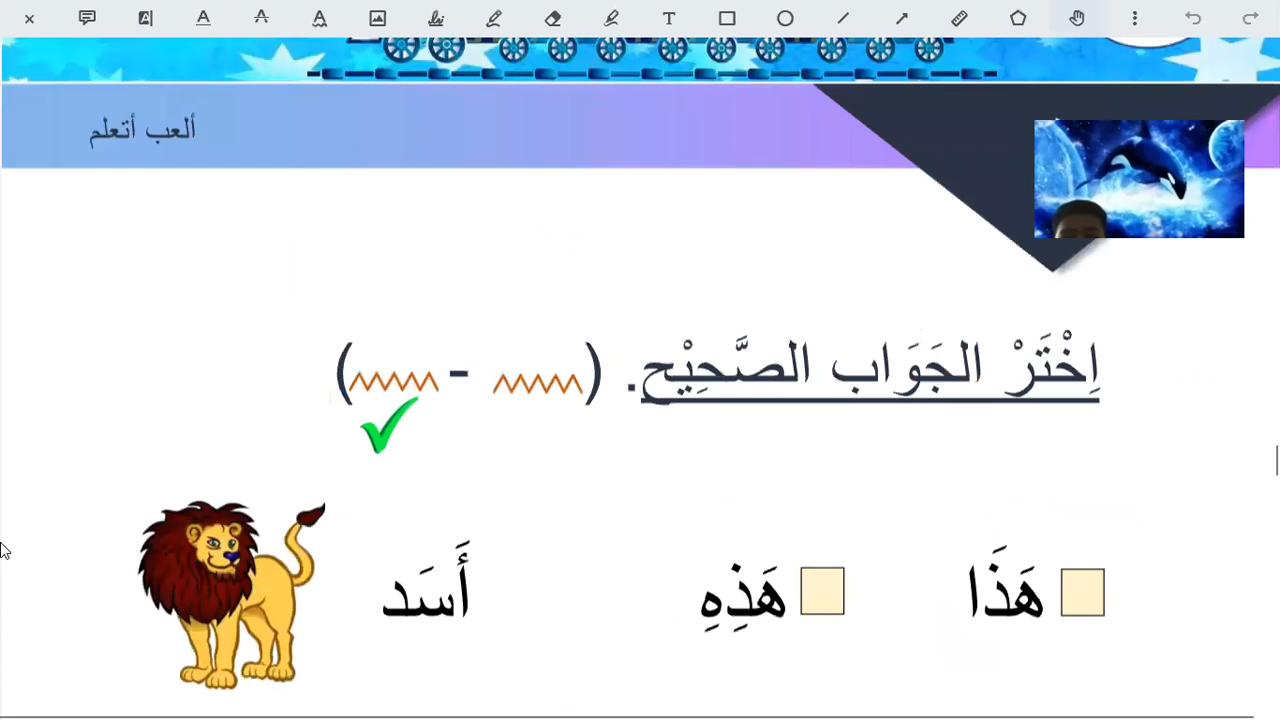 ألعب أتعلم
اِخْتَرْ الجَوَاب الصَّحِيْح. ( - )
هَذَا هَذِهِ أَسَد